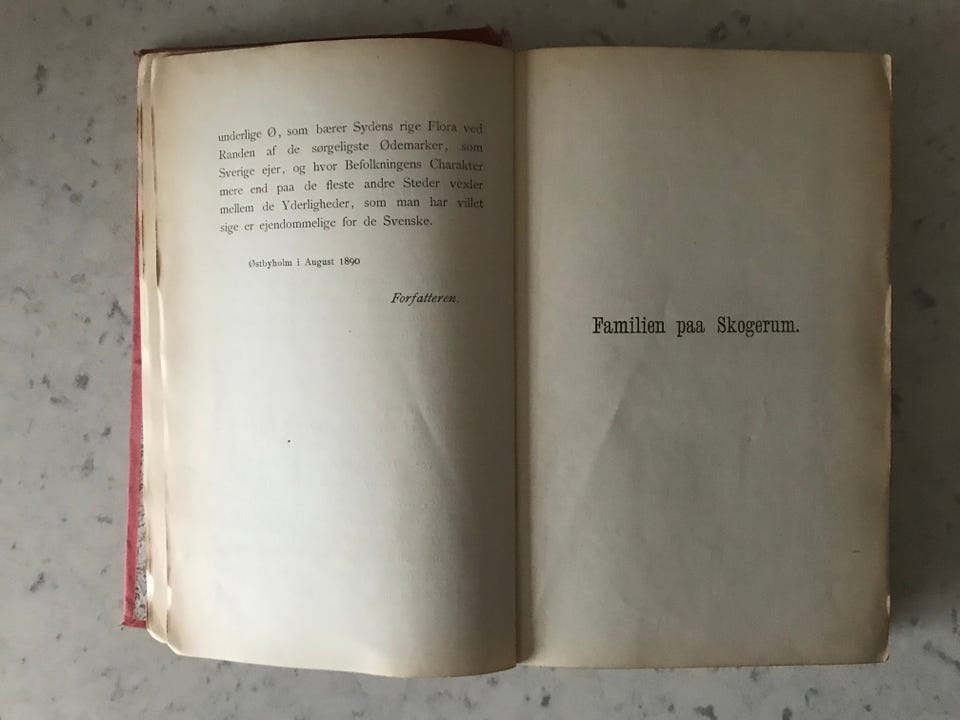 underlige Ø, som bærer Sydens rige Flora ved
Randen af de sørgeligste Ødemarker, som
Sverige ejer, og hvor Befolkningens Charakter
mere end paa de fleste andre Steder vexler
mellem de Yderligheder, som man har villet
sige er ejendommelige for de Svenske.
Østbyholm i August 1890
Forfatteren.
Familien paa Skogerum.